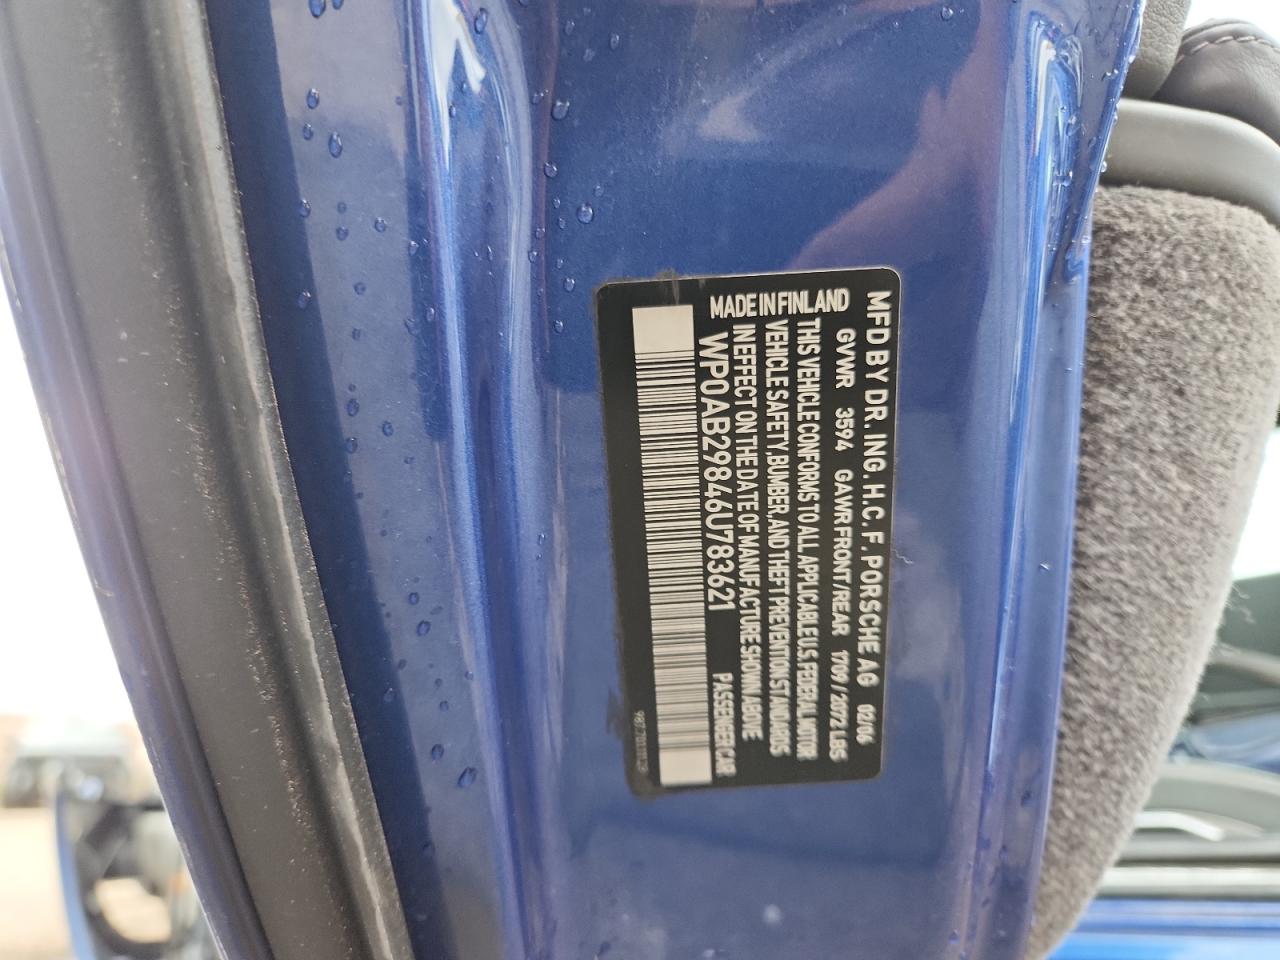 MFD BY DR. ING. H.C. F. PORSCHE AG 02/06
GVWR 3594 GAWR FRONT/REAR 1709/2072 LBS
THIS VEHICLE CONFORMS TO ALL APPLICABLE U.S. FEDERAL MOTOR
VEHICLE SAFETY, BUMBER, AND THEFT PREVENTION STANDARDS
IN EFFECT ON THE DATE OF MANUFACTURE SHOWN ABOVE
MADE IN FINLAND
WP0AB29846U783621 PASSENGER CAR